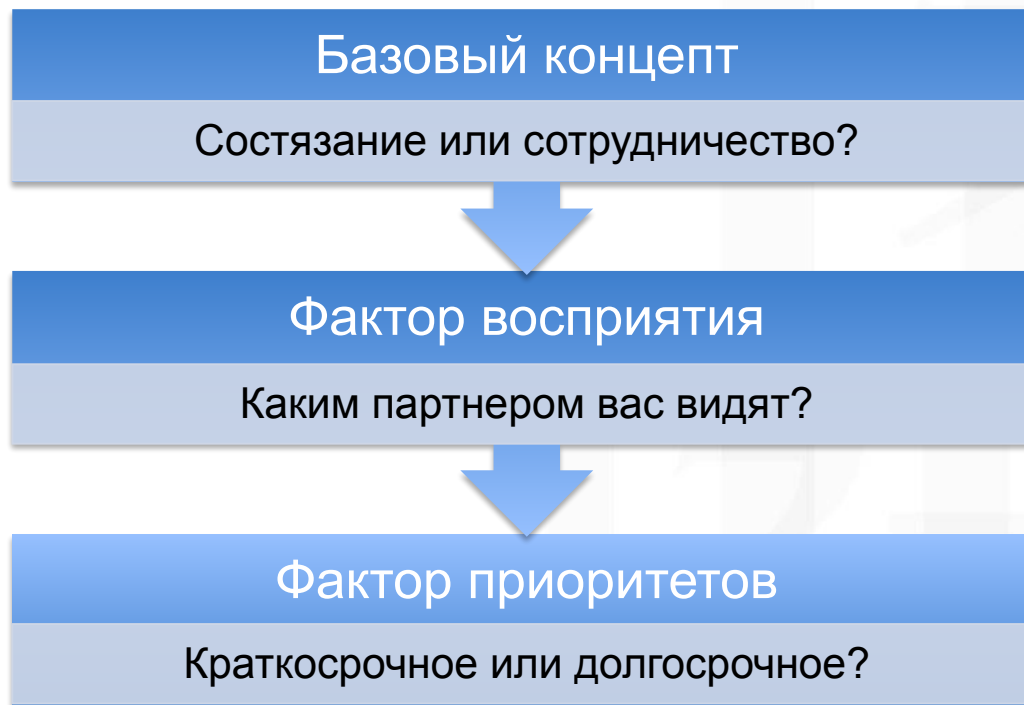 Базовый концепт
Состязание или сотрудничество?
Фактор восприятия
Каким партнером вас видят?
Фактор приоритетов
Краткосрочное или долгосрочное?